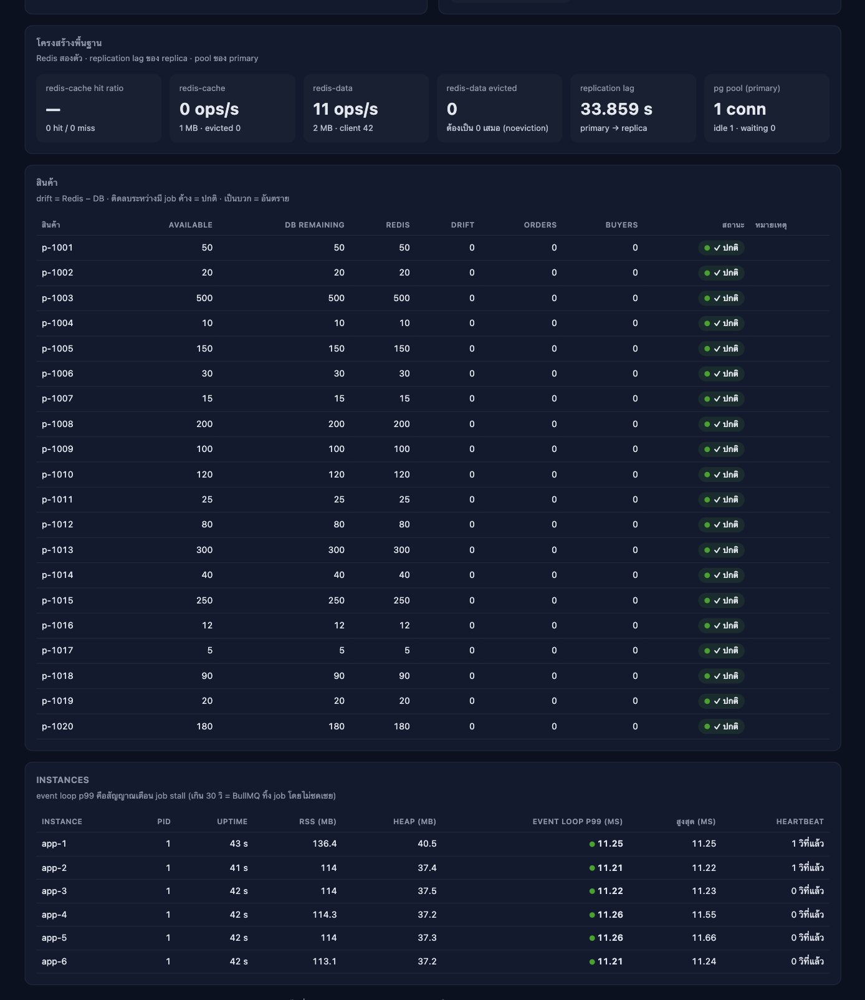 โครงสร้างพื้นฐาน
Redis สองตัว · replication lag ของ replica · pool ของ primary
redis-cache hit ratio
—
0 hit / 0 miss
redis-cache
0 ops/s
1 MB · evicted 0
redis-data
11 ops/s
2 MB · client 42
redis-data evicted
0
ต้องเป็น 0 เสมอ (noeviction)
replication lag
33.859 s
primary → replica
pg pool (primary)
1 conn
idle 1 · waiting 0
สินค้า
drift = Redis − DB · ติดลบระหว่างมี job ค้าง = ปกติ · เป็นบวก = อันตราย
สินค้า AVAILABLE DB REMAINING REDIS DRIFT ORDERS BUYERS สถานะ หมายเหตุ
p-1001 50 50 50 0 0 0 ✓ ปกติ
p-1002 20 20 20 0 0 0 ✓ ปกติ
p-1003 500 500 500 0 0 0 ✓ ปกติ
p-1004 10 10 10 0 0 0 ✓ ปกติ
p-1005 150 150 150 0 0 0 ✓ ปกติ
p-1006 30 30 30 0 0 0 ✓ ปกติ
p-1007 15 15 15 0 0 0 ✓ ปกติ
p-1008 200 200 200 0 0 0 ✓ ปกติ
p-1009 100 100 100 0 0 0 ✓ ปกติ
p-1010 120 120 120 0 0 0 ✓ ปกติ
p-1011 25 25 25 0 0 0 ✓ ปกติ
p-1012 80 80 80 0 0 0 ✓ ปกติ
p-1013 300 300 300 0 0 0 ✓ ปกติ
p-1014 40 40 40 0 0 0 ✓ ปกติ
p-1015 250 250 250 0 0 0 ✓ ปกติ
p-1016 12 12 12 0 0 0 ✓ ปกติ
p-1017 5 5 5 0 0 0 ✓ ปกติ
p-1018 90 90 90 0 0 0 ✓ ปกติ
p-1019 20 20 20 0 0 0 ✓ ปกติ
p-1020 180 180 180 0 0 0 ✓ ปกติ
INSTANCES
event loop p99 คือสัญญาณเตือน job stall (เกิน 30 วิ = BullMQ ทิ้ง job โดยไม่ชดเชย)
INSTANCE PID UPTIME RSS (MB) HEAP (MB) EVENT LOOP P99 (MS) สูงสุด (MS) HEARTBEAT
app-1 1 43 s 136.4 40.5 11.25 11.25 1 วิที่แล้ว
app-2 1 41 s 114 37.4 11.21 11.22 1 วิที่แล้ว
app-3 1 42 s 114 37.5 11.22 11.23 0 วิที่แล้ว
app-4 1 42 s 114.3 37.2 11.26 11.55 0 วิที่แล้ว
app-5 1 42 s 114 37.3 11.26 11.66 0 วิที่แล้ว
app-6 1 42 s 113.1 37.2 11.21 11.24 0 วิที่แล้ว